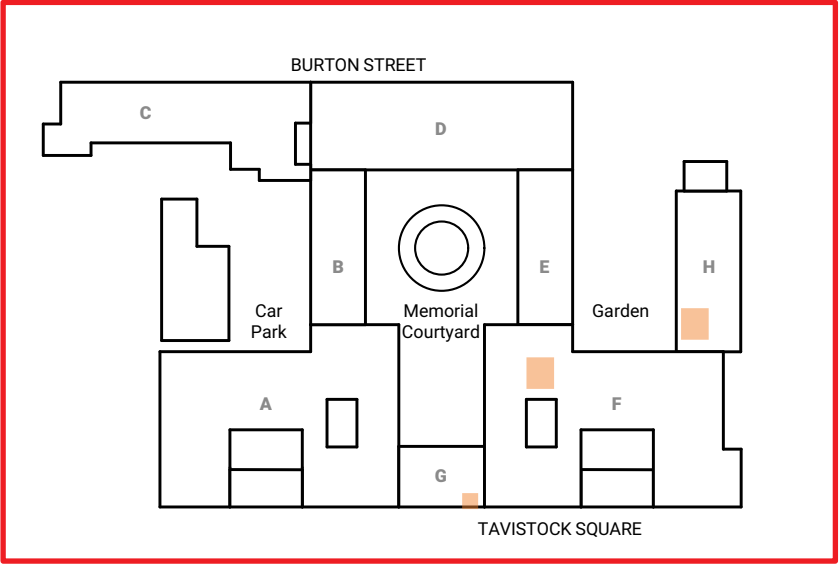 BURTON STREET
C
D
B
E
H
Car
Park
Memorial
Courtyard
Garden
A
F
G
TAVISTOCK SQUARE